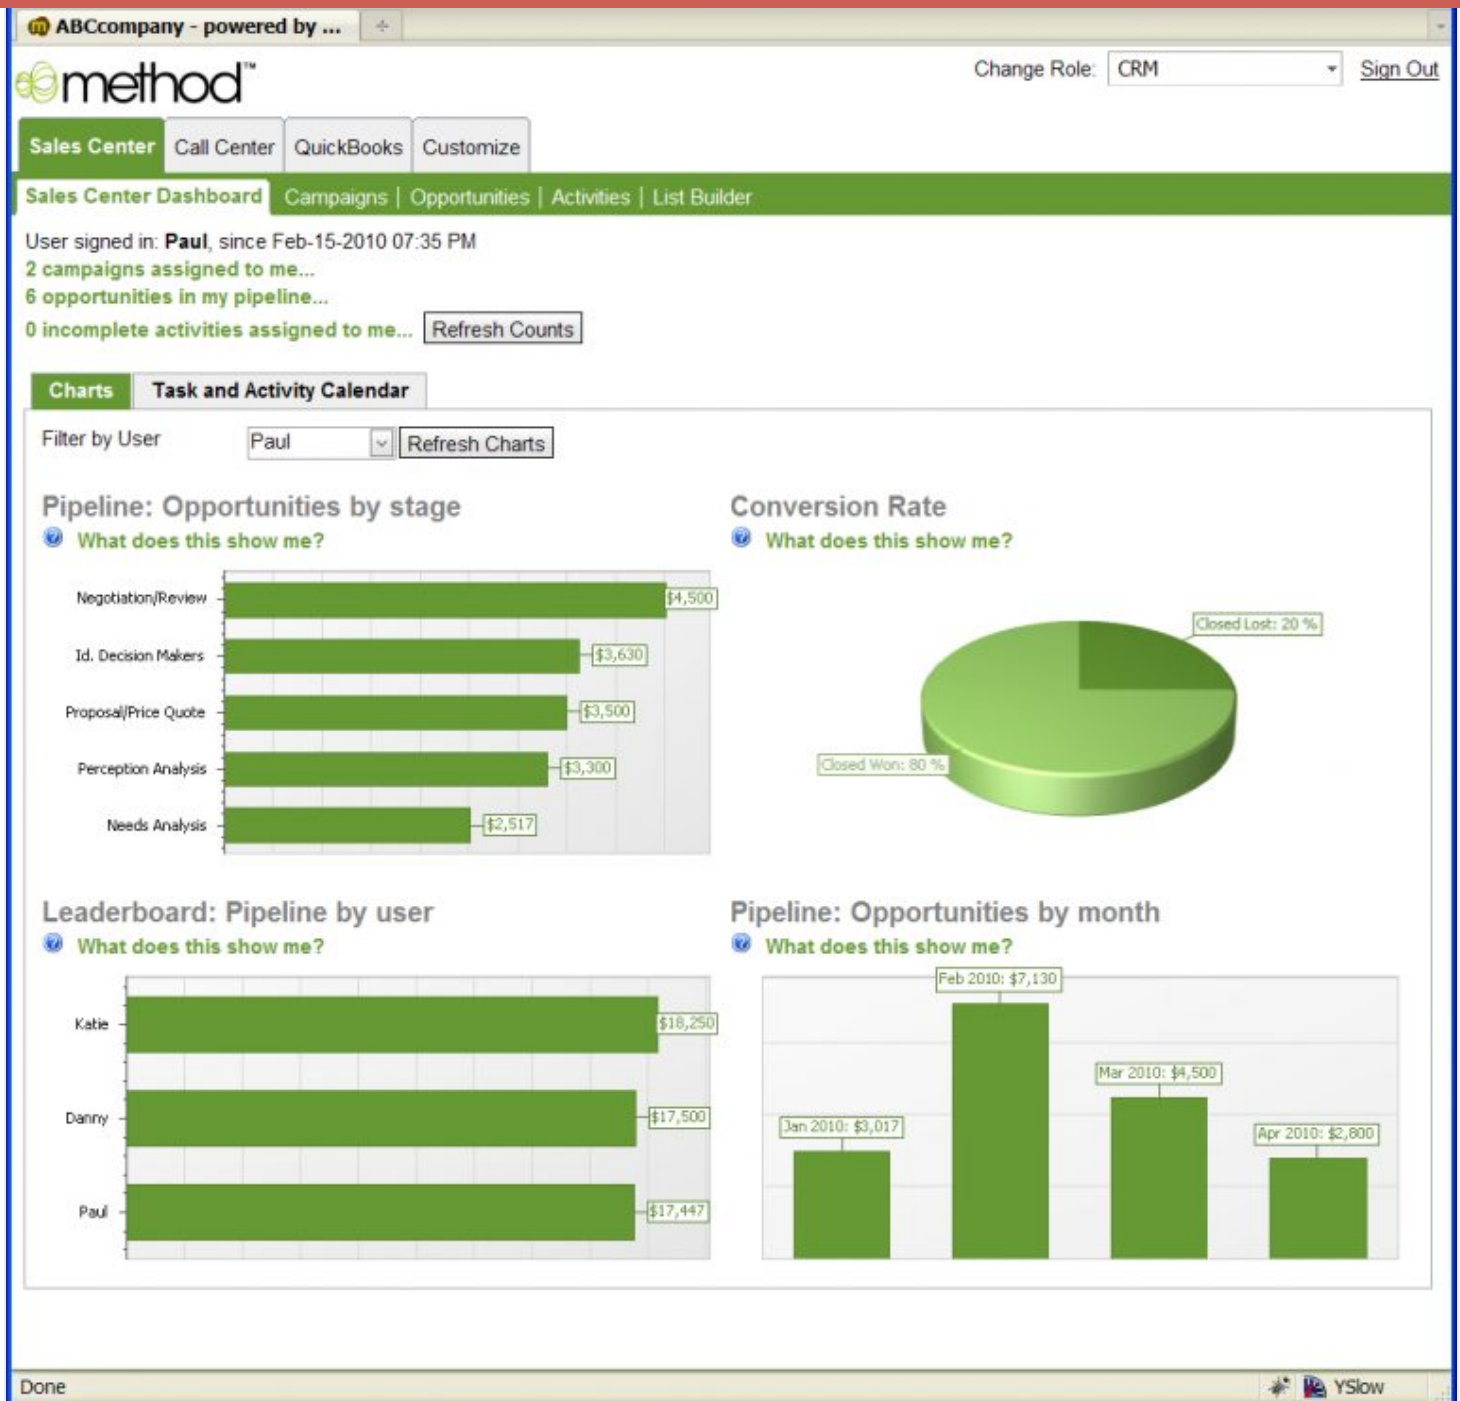 ABCcompany - powered by ...
method™
Change Role: CRM Sign Out
Sales Center Call Center QuickBooks Customize
Sales Center Dashboard Campaigns | Opportunities | Activities | List Builder
User signed in: Paul, since Feb-15-2010 07:35 PM
2 campaigns assigned to me...
6 opportunities in my pipeline...
0 incomplete activities assigned to me... Refresh Counts
Charts Task and Activity Calendar
Filter by User Paul Refresh Charts
Pipeline: Opportunities by stage
What does this show me?
Negotiation/Review $4,500
Id. Decision Makers $3,630
Proposal/Price Quote $3,500
Perception Analysis $3,300
Needs Analysis $2,517
Conversion Rate
What does this show me?
Closed Lost: 20 %
Closed Won: 80 %
Leaderboard: Pipeline by user
What does this show me?
Katie $18,250
Danny $17,500
Paul $17,447
Pipeline: Opportunities by month
What does this show me?
Feb 2010: $7,130
Mar 2010: $4,500
Jan 2010: $3,017
Apr 2010: $2,800
Done YSlow